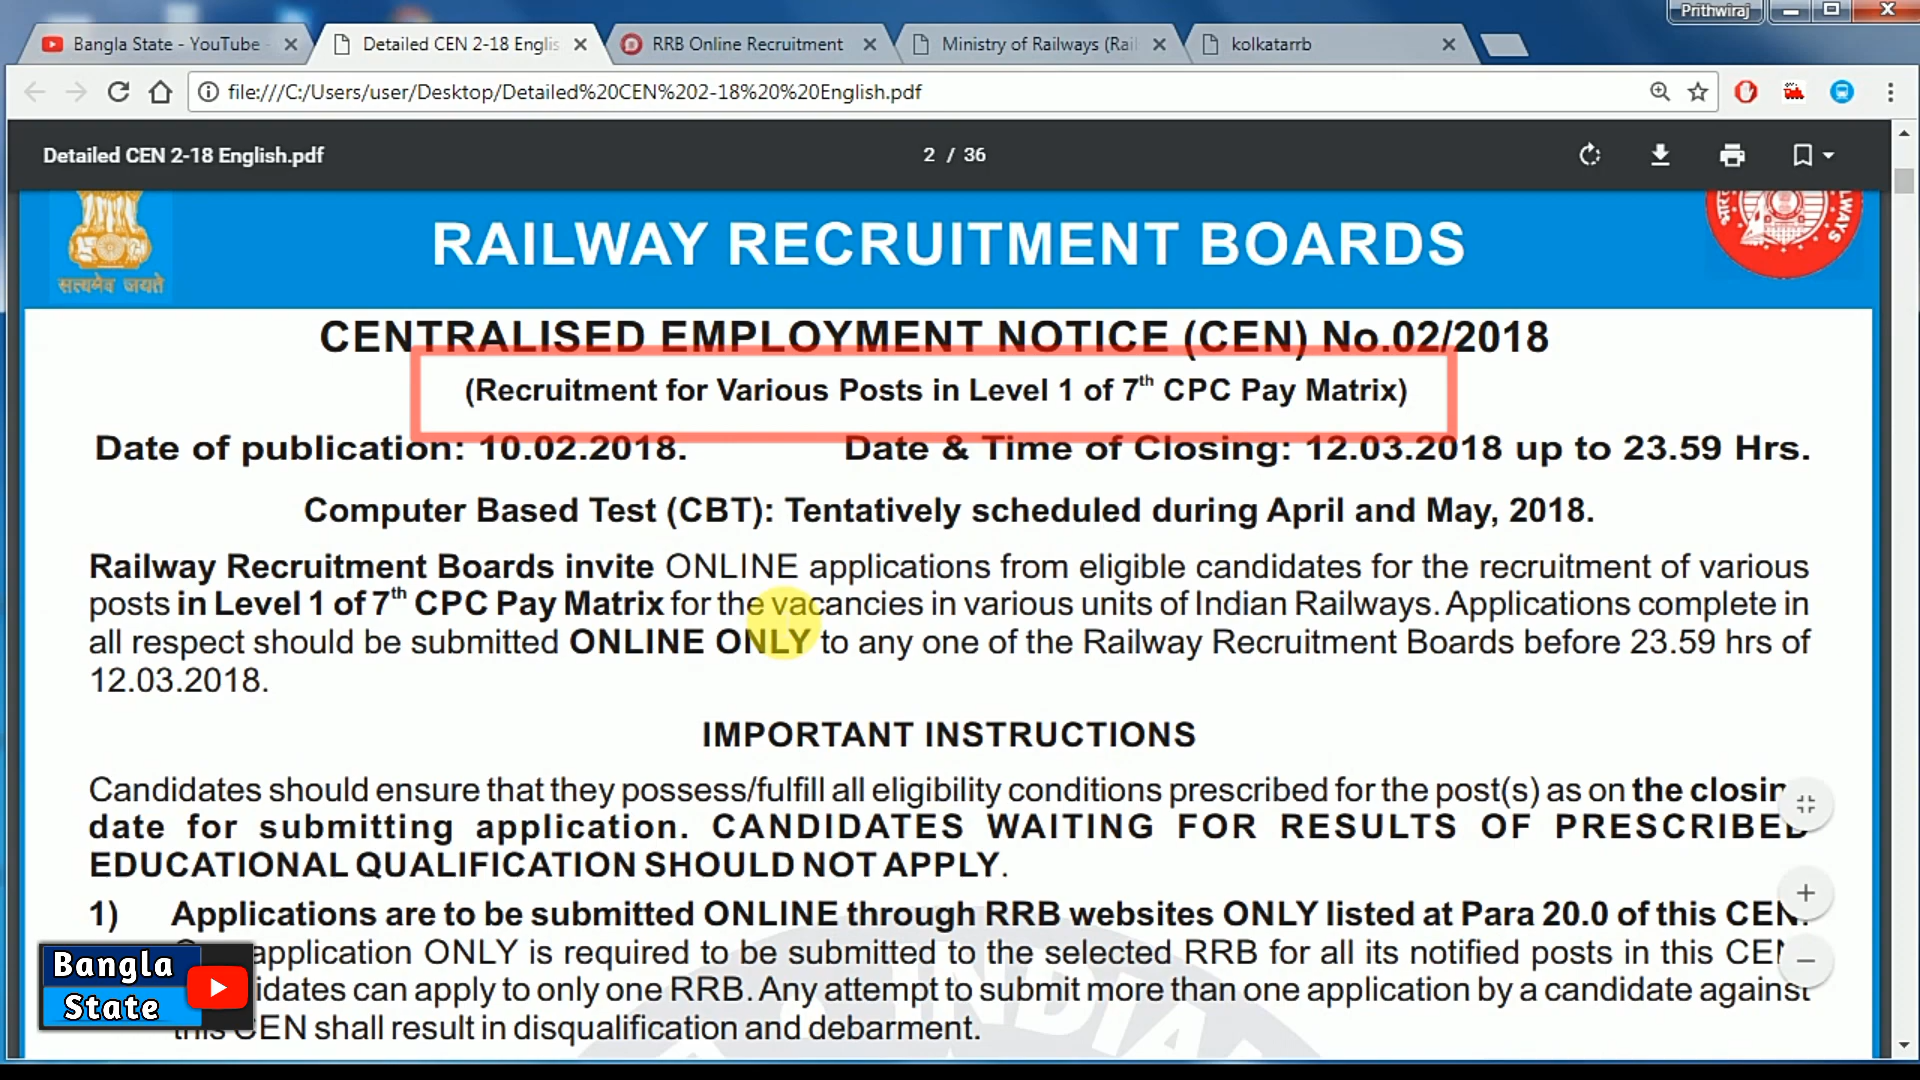 Prithwiraj
Bangla State - YouTube -
Detailed CEN 2-18 Englis
RRB Online Recruitment
Ministry of Railways (Rail
kolkatarrb
file:///C:/Users/user/Desktop/Detailed%20CEN%202-18%20%20English.pdf
Detailed CEN 2-18 English.pdf
2 / 36
सत्यमेव जयते
RAILWAY RECRUITMENT BOARDS
CENTRALISED EMPLOYMENT NOTICE (CEN) No.02/2018
(Recruitment for Various Posts in Level 1 of 7th CPC Pay Matrix)
Date of publication: 10.02.2018. Date & Time of Closing: 12.03.2018 up to 23.59 Hrs.
Computer Based Test (CBT): Tentatively scheduled during April and May, 2018.
Railway Recruitment Boards invite ONLINE applications from eligible candidates for the recruitment of various
posts in Level 1 of 7th CPC Pay Matrix for the vacancies in various units of Indian Railways. Applications complete in
all respect should be submitted ONLINE ONLY to any one of the Railway Recruitment Boards before 23.59 hrs of
12.03.2018.
IMPORTANT INSTRUCTIONS
Candidates should ensure that they possess/fulfill all eligibility conditions prescribed for the post(s) as on the closin
date for submitting application. CANDIDATES WAITING FOR RESULTS OF PRESCRIBED
EDUCATIONAL QUALIFICATION SHOULD NOT APPLY.
1) Applications are to be submitted ONLINE through RRB websites ONLY listed at Para 20.0 of this CEN.
application ONLY is required to be submitted to the selected RRB for all its notified posts in this CEN
idates can apply to only one RRB. Any attempt to submit more than one application by a candidate against
this CEN shall result in disqualification and debarment.
Bangla
State